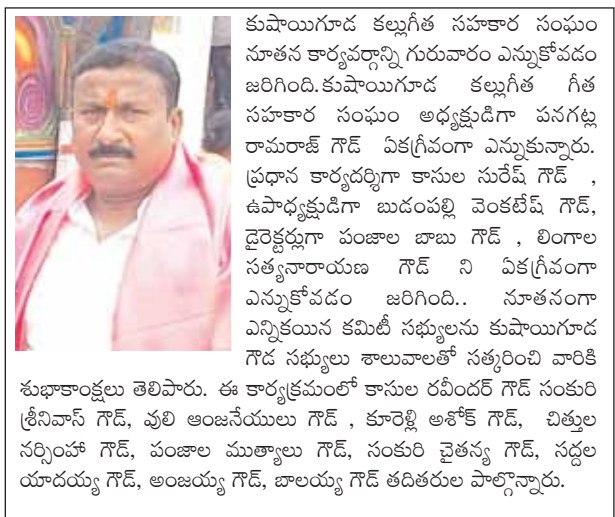 కుషాయిగూడ కల్లుగీత సహకార సంఘం
నూతన కార్యవర్గాన్ని గురువారం ఎన్నుకోవడం
జరిగింది.కుషాయిగూడ కల్లుగీత గీత
సహకార సంఘం అధ్యక్షుడిగా పనగట్ల
రామరాజ్ గౌడ్ ఏకగ్రీవంగా ఎన్నుకున్నారు.
ప్రధాన కార్యదర్శిగా కాసుల సురేష్ గౌడ్ ,
ఉపాధ్యక్షుడిగా బుడంపల్లి వెంకటేష్ గౌడ్,
డైరెక్టర్లుగా పంజాల బాబు గౌడ్ , లింగాల
సత్యనారాయణ గౌడ్ ని ఏకగ్రీవంగా
ఎన్నుకోవడం జరిగింది.. నూతనంగా
ఎన్నికయిన కమిటీ సభ్యులను కుషాయిగూడ
గౌడ సభ్యులు శాలువాలతో సత్కరించి వారికి
శుభాకాంక్షలు తెలిపారు. ఈ కార్యక్రమంలో కాసుల రవీందర్ గౌడ్ సంకురి
శ్రీనివాస్ గౌడ్, వులి ఆంజనేయులు గౌడ్ , కూరెళ్లి అశోక్ గౌడ్, చిత్తుల
నర్సింహా గౌడ్, పంజాల ముత్యాలు గౌడ్, సంకురి చైతన్య గౌడ్, సద్దల
యాదయ్య గౌడ్, అంజయ్య గౌడ్, బాలయ్య గౌడ్ తదితరుల పాల్గొన్నారు.